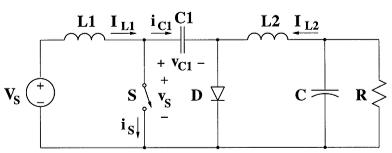 L1 I_L1 i_C1 C1 L2 I_L2
+ v_C1 −
V_S + − S + v_S − D C R
i_S